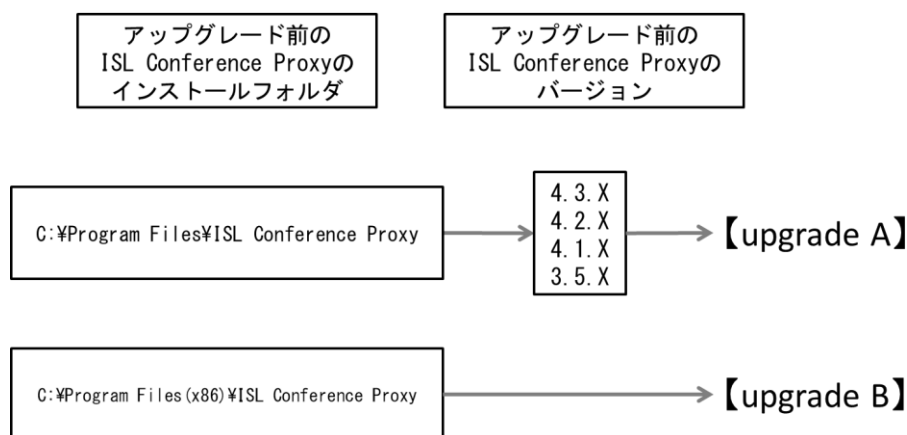 アップグレード前の
ISL Conference Proxyの
インストールフォルダ
アップグレード前の
ISL Conference Proxyの
バージョン
C:¥Program Files¥ISL Conference Proxy
4.3.X
4.2.X
4.1.X
3.5.X
【upgrade A】
C:¥Program Files(x86)¥ISL Conference Proxy
【upgrade B】